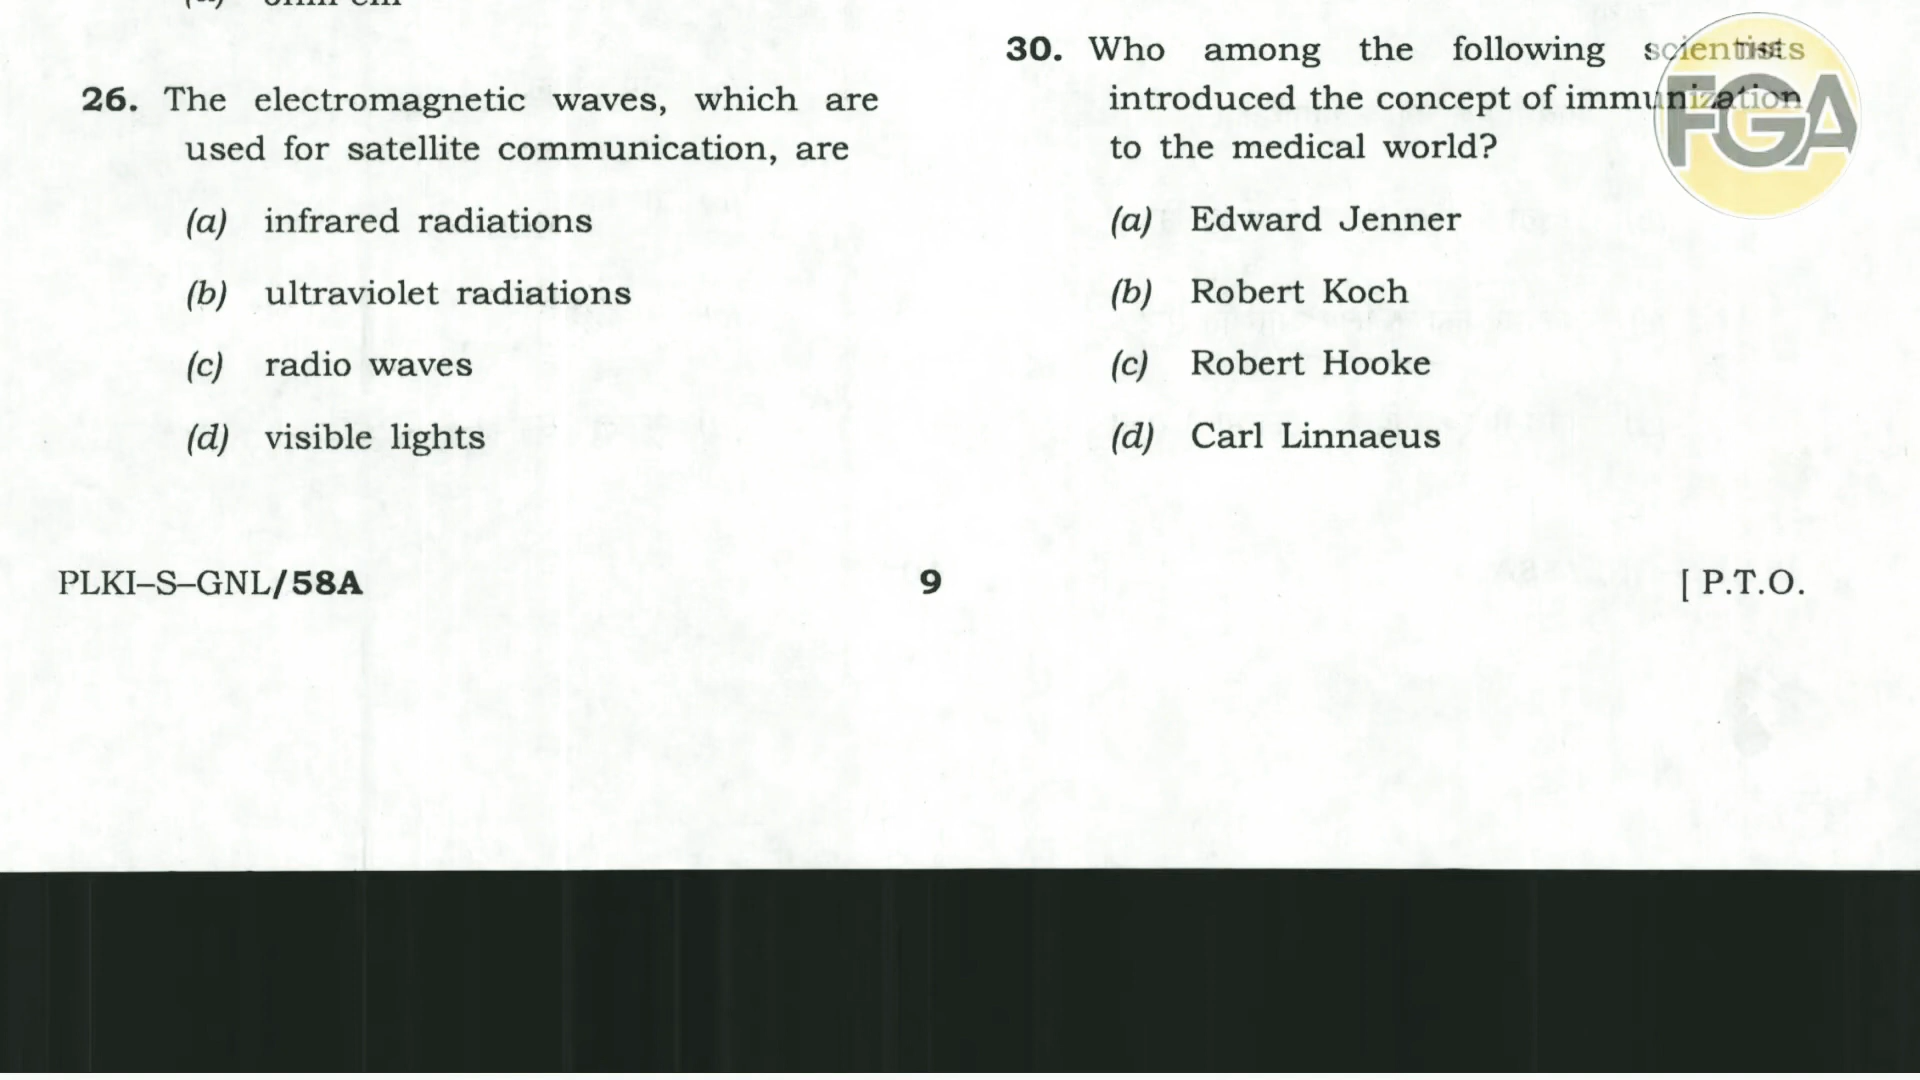 26. The electromagnetic waves, which are
used for satellite communication, are
(a) infrared radiations
(b) ultraviolet radiations
(c) radio waves
(d) visible lights
30. Who among the following scientists
introduced the concept of immunization
to the medical world?
(a) Edward Jenner
(b) Robert Koch
(c) Robert Hooke
(d) Carl Linnaeus
THE
FGA
PLKI–S–GNL/58A
9
[ P.T.O.